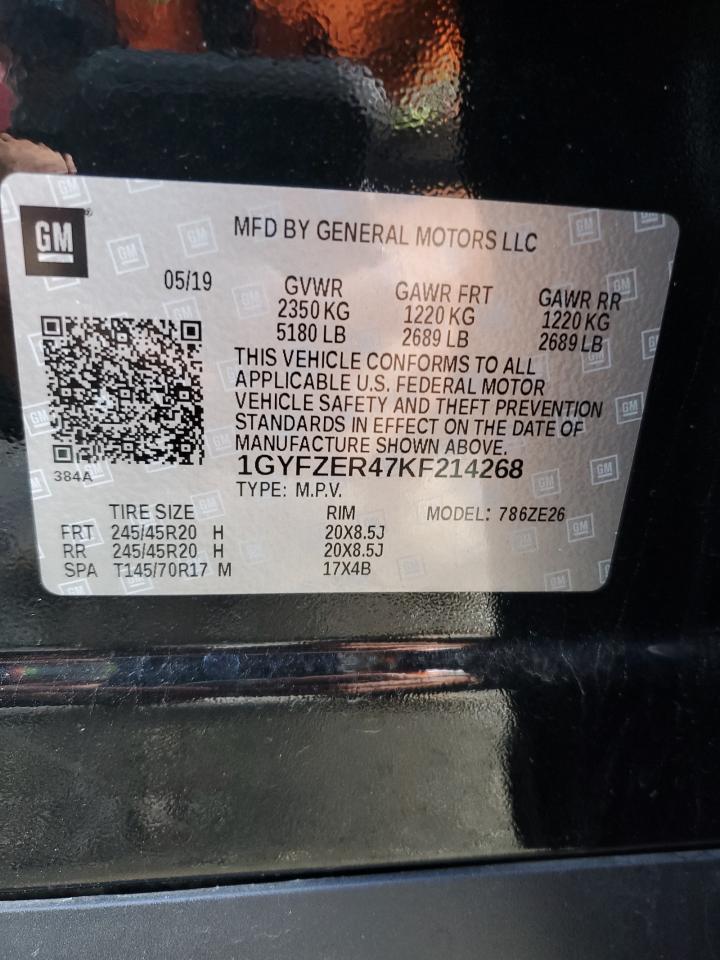 GM
MFD BY GENERAL MOTORS LLC
05/19
GVWR
2350 KG
5180 LB
GAWR FRT
1220 KG
2689 LB
GAWR RR
1220 KG
2689 LB
THIS VEHICLE CONFORMS TO ALL
APPLICABLE U.S. FEDERAL MOTOR
VEHICLE SAFETY AND THEFT PREVENTION
STANDARDS IN EFFECT ON THE DATE OF
MANUFACTURE SHOWN ABOVE.
384A
1GYFZER47KF214268
TYPE: M.P.V.
MODEL: 786ZE26
TIRE SIZE RIM
FRT 245/45R20 H 20X8.5J
RR 245/45R20 H 20X8.5J
SPA T145/70R17 M 17X4B